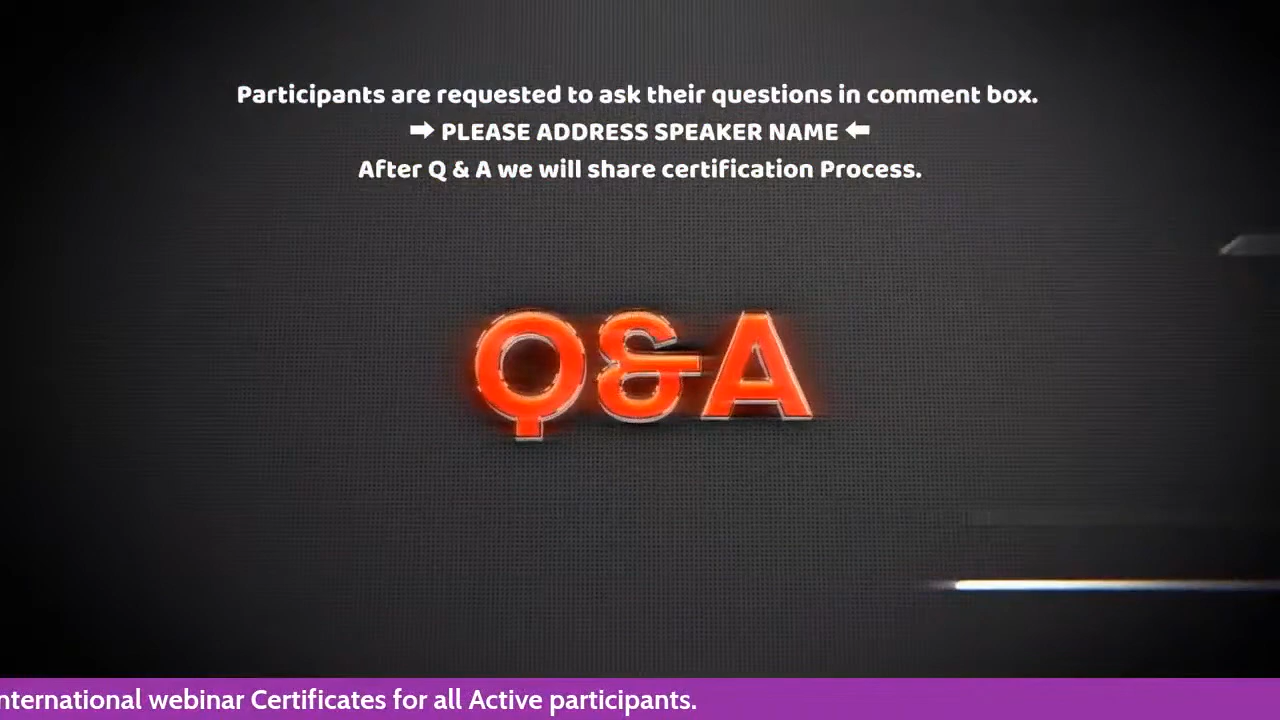 Participants are requested to ask their questions in comment box.
➡ PLEASE ADDRESS SPEAKER NAME ⬅
After Q & A we will share certification Process.
Q&A
nternational webinar Certificates for all Active participants.